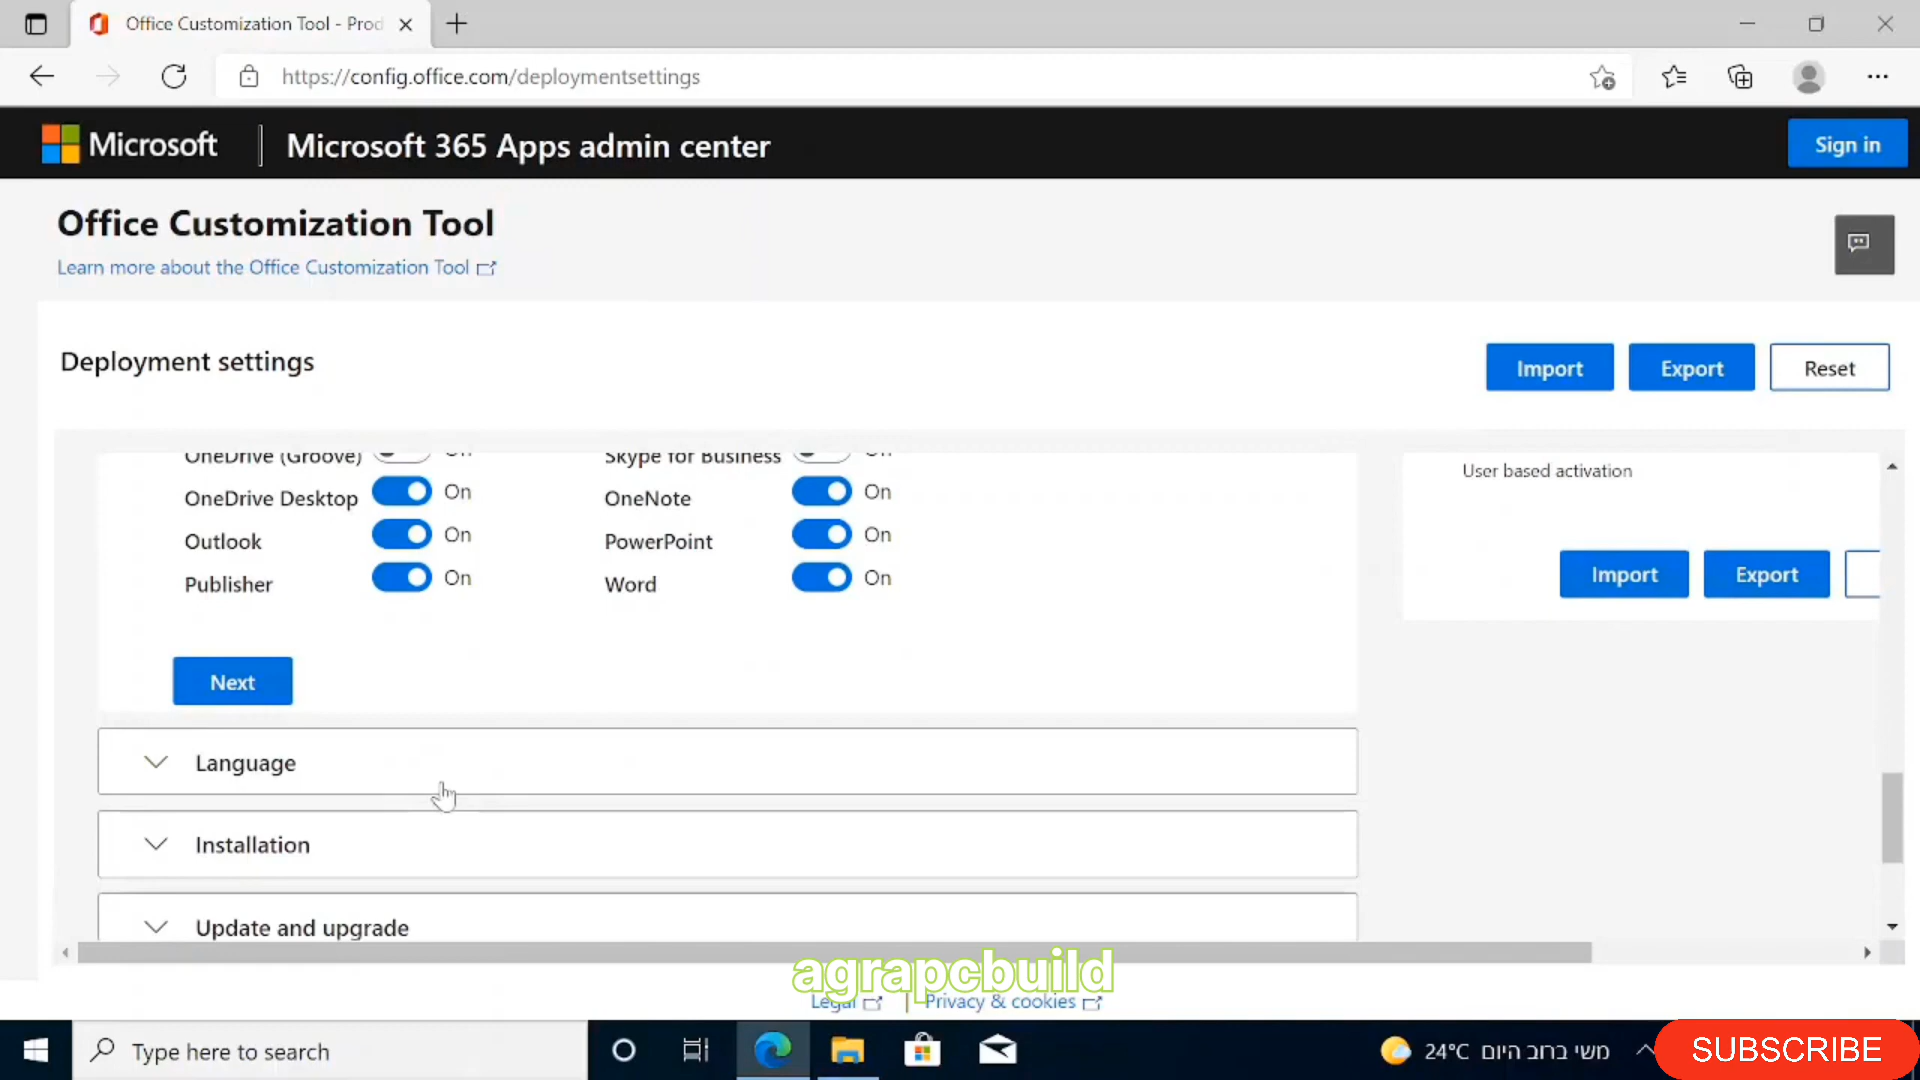 Office Customization Tool - Prod
https://config.office.com/deploymentsettings
Microsoft
Microsoft 365 Apps admin center
Sign in
Office Customization Tool
Learn more about the Office Customization Tool
Deployment settings
Import
Export
Reset
OneDrive (Groove)
Skype for Business
OneDrive Desktop On OneNote On
Outlook On PowerPoint On
Publisher On Word On
User based activation
Import
Export
Next
Language
Installation
Update and upgrade
agrapcbuild
Legal | Privacy & cookies
Type here to search
24°C משי ברוב היום
SUBSCRIBE